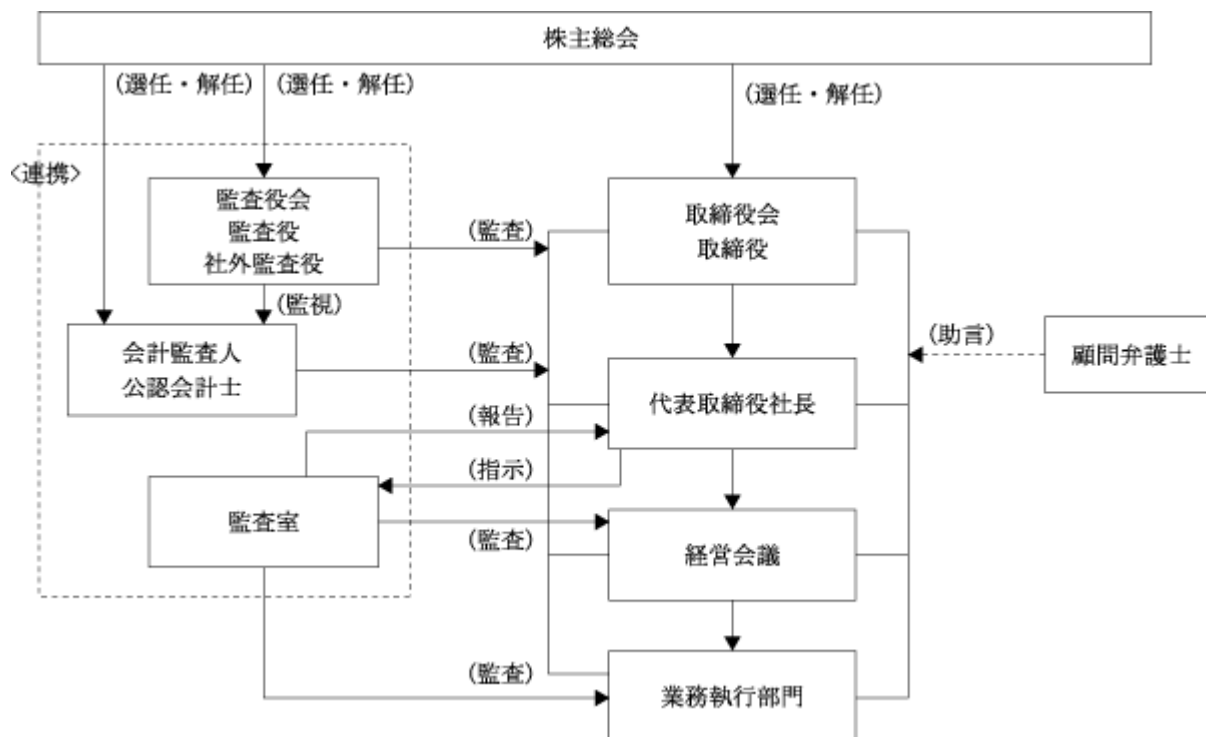 株主総会
(選任・解任)
(選任・解任)
(選任・解任)
<連携>
監査役会
監査役
社外監査役
(監査)
取締役会
取締役
(監視)
会計監査人
公認会計士
(監査)
(助言)
顧問弁護士
代表取締役社長
(報告)
(指示)
監査室
(監査)
経営会議
(監査)
業務執行部門